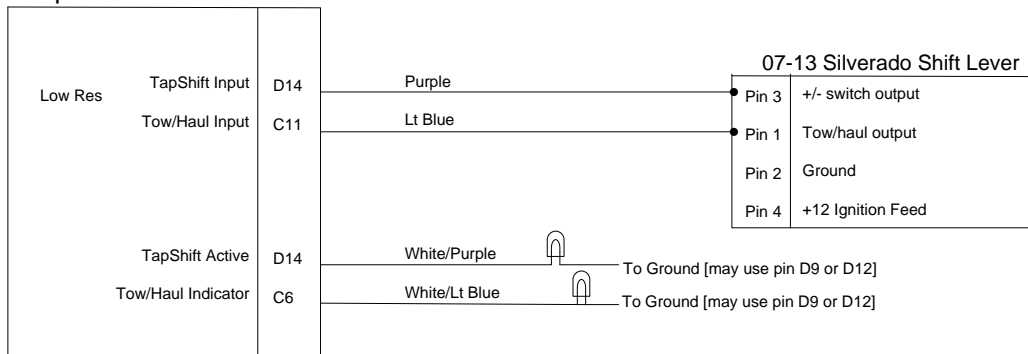 07-13 Silverado Shift Lever
Low Res
TapShift Input D14 Purple Pin 3 +/- switch output
Tow/Haul Input C11 Lt Blue Pin 1 Tow/haul output
Pin 2 Ground
Pin 4 +12 Ignition Feed
TapShift Active D14 White/Purple To Ground [may use pin D9 or D12]
Tow/Haul Indicator C6 White/Lt Blue To Ground [may use pin D9 or D12]